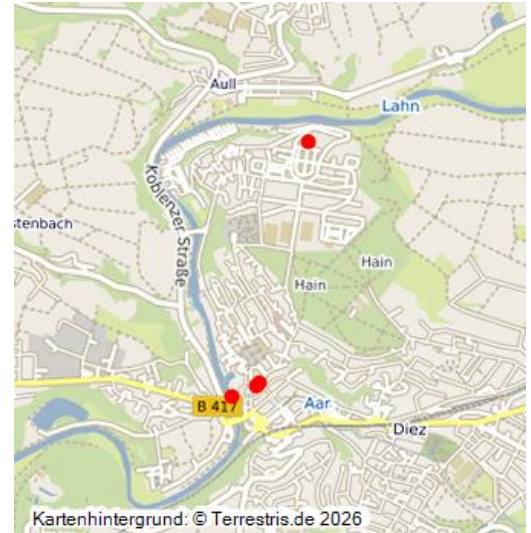 Aull
Lahn
Koblenzer Straße
stenbach
Hain
Hain
B 417
Aar
Diez
Kartenhintergrund: © Terrestris.de 2026